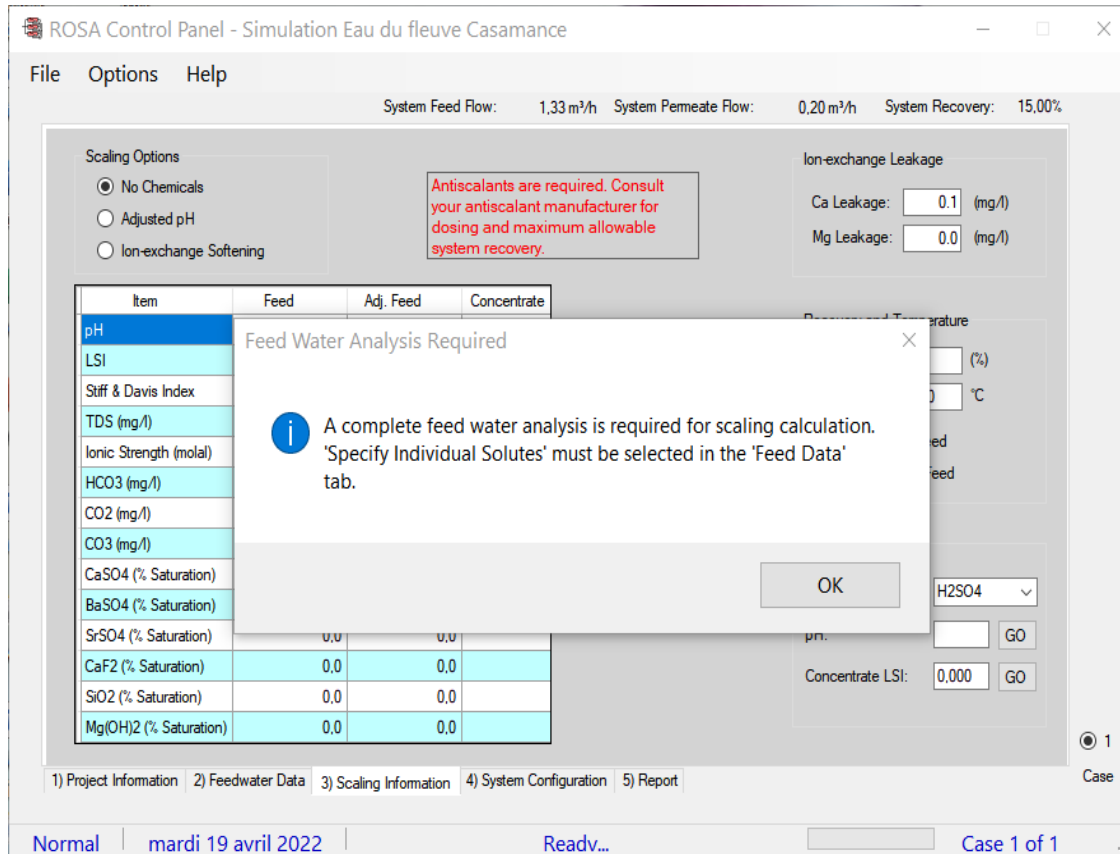 ROSA Control Panel - Simulation Eau du fleuve Casamance
File Options Help
System Feed Flow: 1,33 m³/h System Permeate Flow: 0,20 m³/h System Recovery: 15,00%
Scaling Options
No Chemicals
Adjusted pH
Ion-exchange Softening
Antiscalants are required. Consult
your antiscalant manufacturer for
dosing and maximum allowable
system recovery.
Ion-exchange Leakage
Ca Leakage: 0.1 (mg/l)
Mg Leakage: 0.0 (mg/l)
Item Feed Adj. Feed Concentrate
pH
LSI
Stiff & Davis Index
TDS (mg/l)
Ionic Strength (molal)
HCO3 (mg/l)
CO2 (mg/l)
CO3 (mg/l)
CaSO4 (% Saturation)
BaSO4 (% Saturation)
SrSO4 (% Saturation) 0,0 0,0
CaF2 (% Saturation) 0,0 0,0
SiO2 (% Saturation) 0,0 0,0
Mg(OH)2 (% Saturation) 0,0 0,0
Feed Water Analysis Required
A complete feed water analysis is required for scaling calculation.
'Specify Individual Solutes' must be selected in the 'Feed Data'
tab.
OK
(%)
°C
H2SO4
pH: GO
Concentrate LSI: 0,000 GO
1
Case
1) Project Information 2) Feedwater Data 3) Scaling Information 4) System Configuration 5) Report
Normal mardi 19 avril 2022 Ready... Case 1 of 1